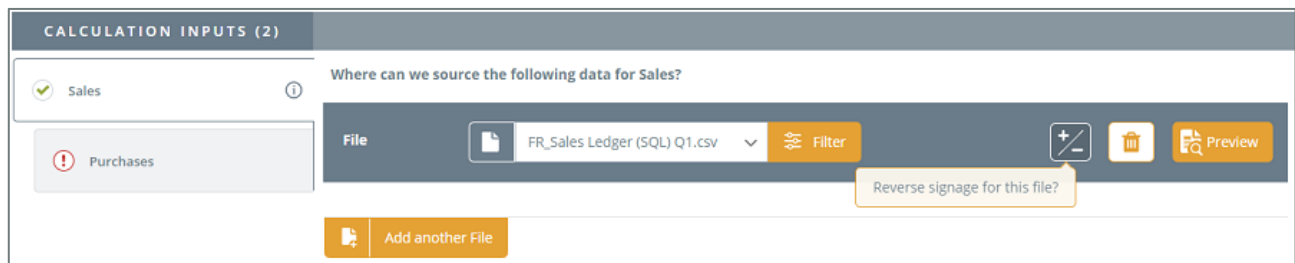 CALCULATION INPUTS (2)
Where can we source the following data for Sales?
Sales
Purchases
File
FR_Sales Ledger (SQL) Q1.csv
Filter
Preview
Reverse signage for this file?
Add another File